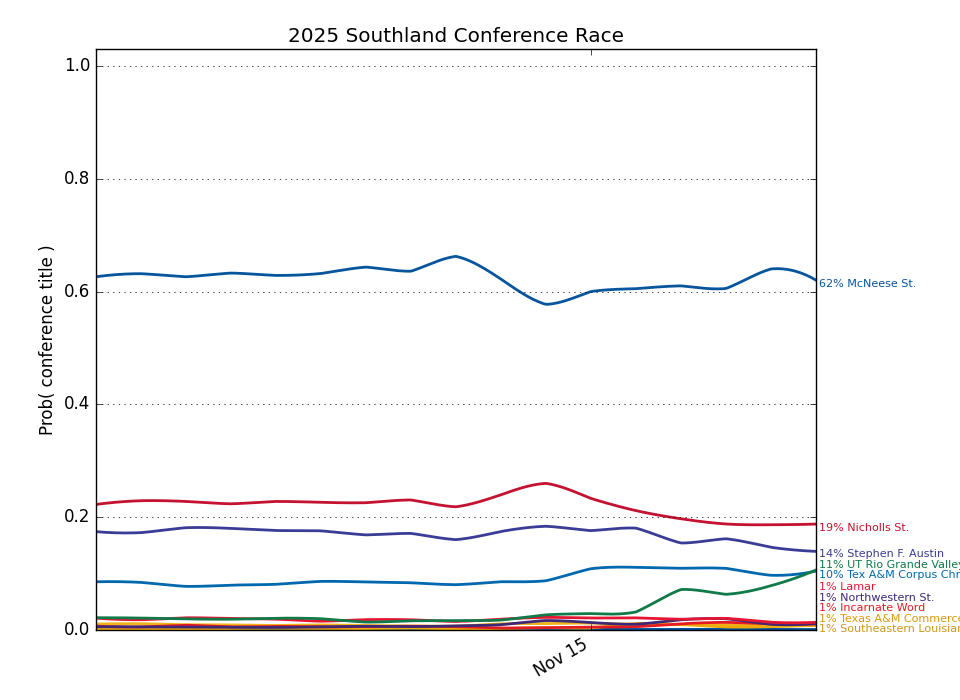 2025 Southland Conference Race
1.0
0.8
0.6
0.4
0.2
0.0
Prob( conference title )
Nov 15
62% McNeese St.
19% Nicholls St.
14% Stephen F. Austin
11% UT Rio Grande Valley
10% Tex A&M Corpus Chr
1% Lamar
1% Northwestern St.
1% Incarnate Word
1% Texas A&M Commerce
1% Southeastern Louisian